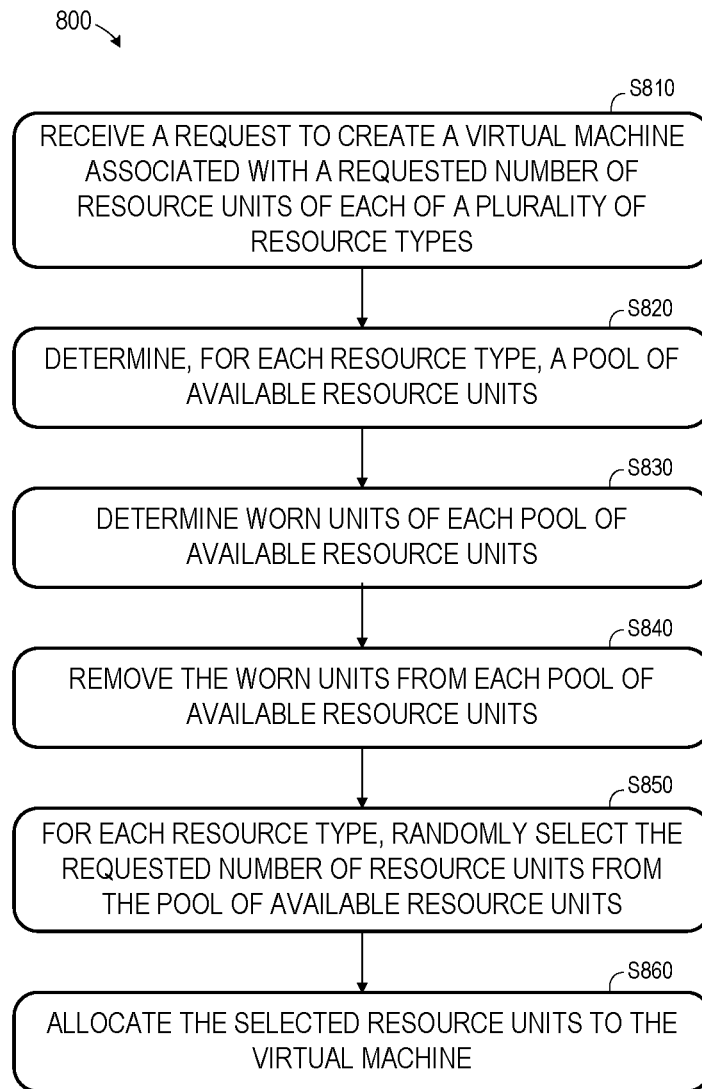 800
S810
RECEIVE A REQUEST TO CREATE A VIRTUAL MACHINE
ASSOCIATED WITH A REQUESTED NUMBER OF
RESOURCE UNITS OF EACH OF A PLURALITY OF
RESOURCE TYPES
S820
DETERMINE, FOR EACH RESOURCE TYPE, A POOL OF
AVAILABLE RESOURCE UNITS
S830
DETERMINE WORN UNITS OF EACH POOL OF
AVAILABLE RESOURCE UNITS
S840
REMOVE THE WORN UNITS FROM EACH POOL OF
AVAILABLE RESOURCE UNITS
S850
FOR EACH RESOURCE TYPE, RANDOMLY SELECT THE
REQUESTED NUMBER OF RESOURCE UNITS FROM
THE POOL OF AVAILABLE RESOURCE UNITS
S860
ALLOCATE THE SELECTED RESOURCE UNITS TO THE
VIRTUAL MACHINE